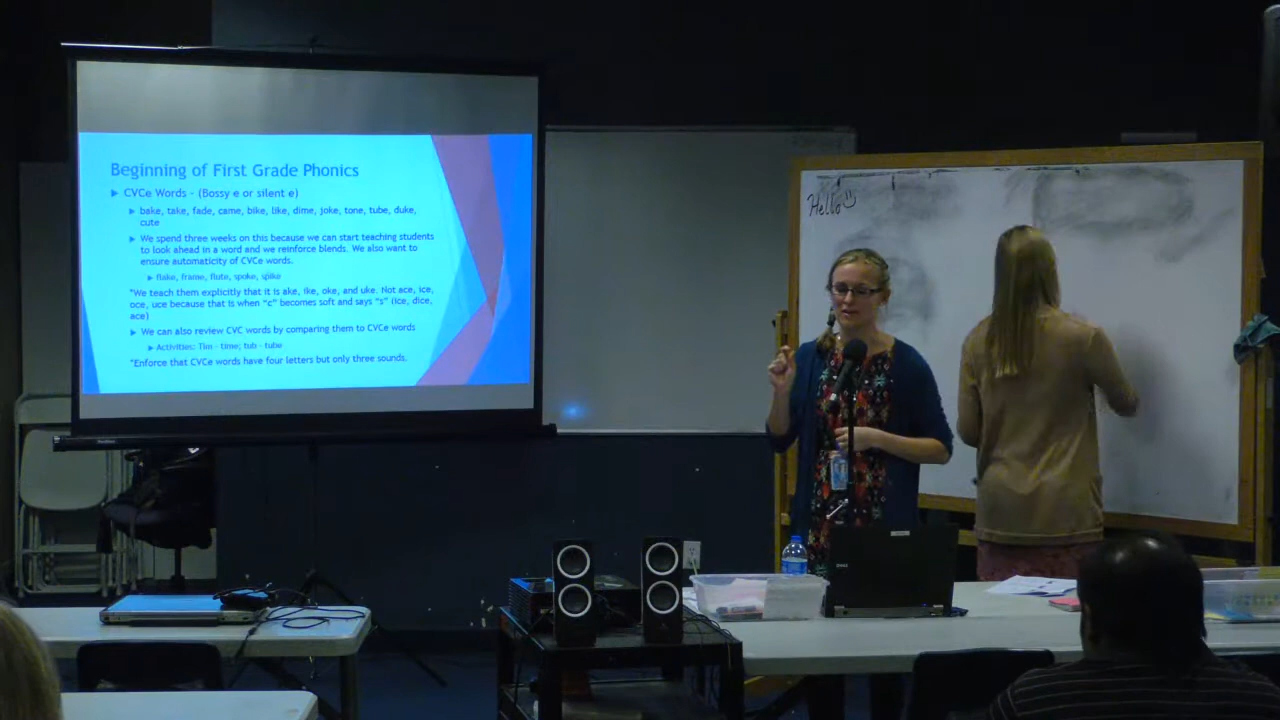 Beginning of First Grade Phonics
CVCe Words - (Bossy e or silent e)
bake, take, fade, came, bike, like, dime, joke, tone, tube, duke,
cute
We spend three weeks on this because we can start teaching students
to look ahead in a word and we reinforce blends. We also want to
ensure automaticity of CVCe words.
flake, frame, flute, spoke, spike
*We teach them explicitly that it is ake, ike, oke, and uke. Not ace, ice,
oce, uce because that is when "c" becomes soft and says "s" (ice, dice,
ace)
We can also review CVC words by comparing them to CVCe words
Activities: Tim - time; tub - tube
*Enforce that CVCe words have four letters but only three sounds.
Hello
DELL